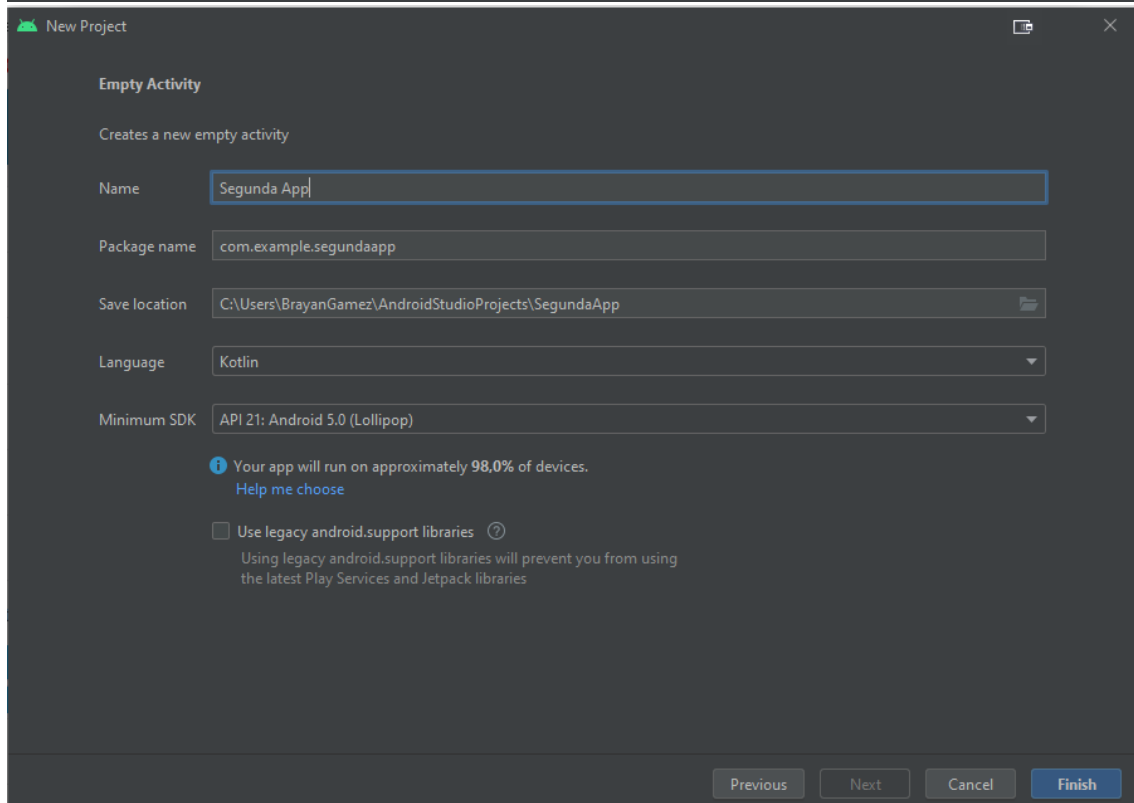 New Project
Empty Activity
Creates a new empty activity
Name Segunda App
Package name com.example.segundaapp
Save location C:\Users\BrayanGamez\AndroidStudioProjects\SegundaApp
Language Kotlin
Minimum SDK API 21: Android 5.0 (Lollipop)
Your app will run on approximately 98,0% of devices.
Help me choose
Use legacy android.support libraries
Using legacy android.support libraries will prevent you from using
the latest Play Services and Jetpack libraries
Previous Next Cancel Finish